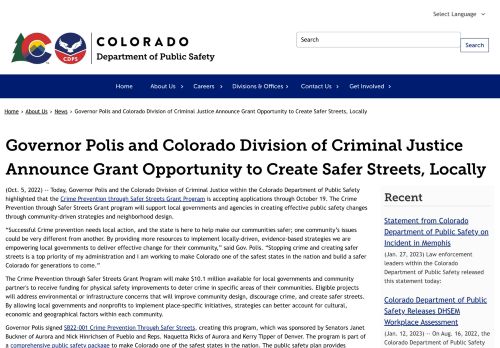 Select Language
COLORADO
Department of Public Safety
CDPS
Search
Search
Home About Us Careers Divisions & Offices Contact Us Get Involved
Home > About Us > News > Governor Polis and Colorado Division of Criminal Justice Announce Grant Opportunity to Create Safer Streets, Locally
Governor Polis and Colorado Division of Criminal Justice
Announce Grant Opportunity to Create Safer Streets, Locally
(Oct. 5, 2022) -- Today, Governor Polis and the Colorado Division of Criminal Justice within the Colorado Department of Public Safety
highlighted that the Crime Prevention through Safer Streets Grant Program is accepting applications through October 19. The Crime
Prevention through Safer Streets Grant program will support local governments and agencies in creating effective public safety changes
through community-driven strategies and neighborhood design.
“Successful Crime prevention needs local action, and the state is here to help make our communities safer; one community’s issues
could be very different from another. By providing more resources to implement locally-driven, evidence-based strategies we are
empowering local governments to deliver effective change for their community,” said Gov. Polis. “Stopping crime and creating safer
streets is a top priority of my administration and I am working to make Colorado one of the safest states in the nation and build a safer
Colorado for generations to come.”’
The Crime Prevention through Safer Streets Grant Program will make $10.1 million available for local governments and community
partners to receive funding for physical safety improvements to deter crime in specific areas of their communities. Eligible projects
will address environmental or infrastructure concerns that will improve community design, discourage crime, and create safer streets.
By allowing local governments and nonprofits to implement place-specific initiatives, strategies can better account for cultural,
economic and geographical factors within each community.
Governor Polis signed SB22-001 Crime Prevention Through Safer Streets, creating this program, which was sponsored by Senators Janet
Buckner of Aurora and Nick Hinrichsen of Pueblo and Reps. Naquetta Ricks of Aurora and Kerry Tipper of Denver. The program is part of
a comprehensive public safety package to make Colorado one of the safest states in the nation. The public safety plan provides
Recent
Statement from Colorado
Department of Public Safety on
Incident in Memphis
(Jan. 27, 2023) Law enforcement
leaders within the Colorado
Department of Public Safety released
this statement today:
Colorado Department of Public
Safety Releases DHSEM
Workplace Assessment
(Jan. 12, 2023) -- On Aug. 16, 2022, the